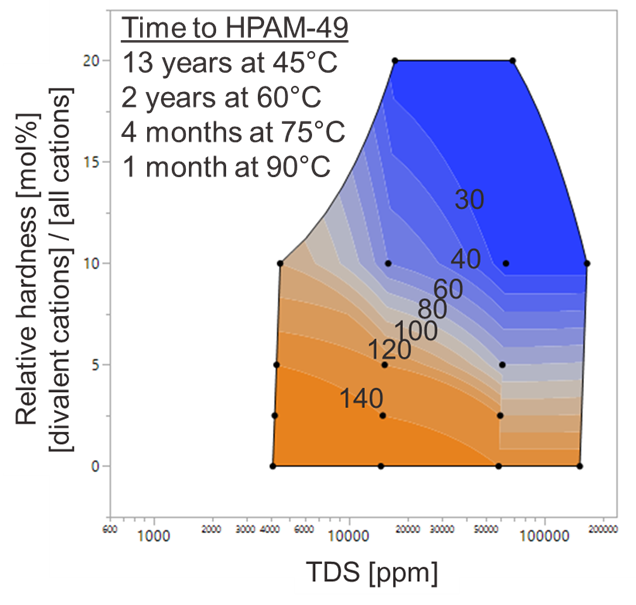 Time to HPAM-49
13 years at 45°C
2 years at 60°C
4 months at 75°C
1 month at 90°C
20
15
10
5
0
Relative hardness [mol%]
[divalent cations] / [all cations]
30
40
60
80
100
120
140
600 1000 2000 3000 4000 6000 10000 20000 30000 50000 100000 200000
TDS [ppm]